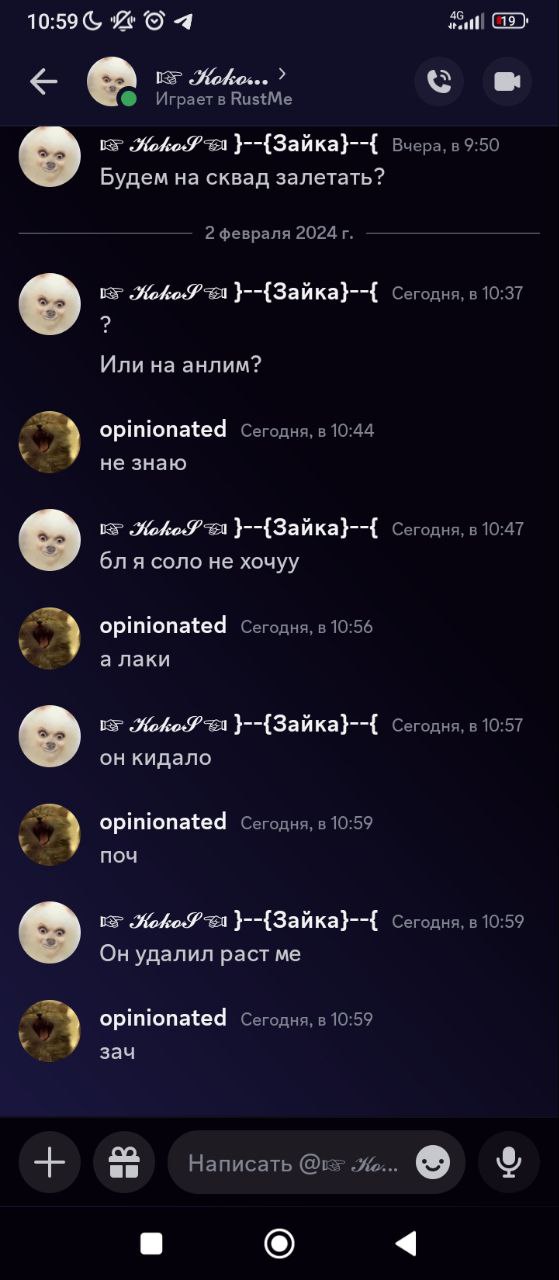 10:59
4G
19
☞ 𝒦𝑜𝓀𝑜...
Играет в RustMe
☞ 𝒦𝑜𝓀𝑜𝒮☜ }--{Зайка}--{ Вчера, в 9:50
Будем на сквад залетать?
2 февраля 2024 г.
☞ 𝒦𝑜𝓀𝑜𝒮☜ }--{Зайка}--{ Сегодня, в 10:37
?
Или на анлим?
opinionated Сегодня, в 10:44
не знаю
☞ 𝒦𝑜𝓀𝑜𝒮☜ }--{Зайка}--{ Сегодня, в 10:47
бл я соло не хочуу
opinionated Сегодня, в 10:56
а лаки
☞ 𝒦𝑜𝓀𝑜𝒮☜ }--{Зайка}--{ Сегодня, в 10:57
он кидало
opinionated Сегодня, в 10:59
поч
☞ 𝒦𝑜𝓀𝑜𝒮☜ }--{Зайка}--{ Сегодня, в 10:59
Он удалил раст ме
opinionated Сегодня, в 10:59
зач
Написать @☞ 𝒦𝑜...